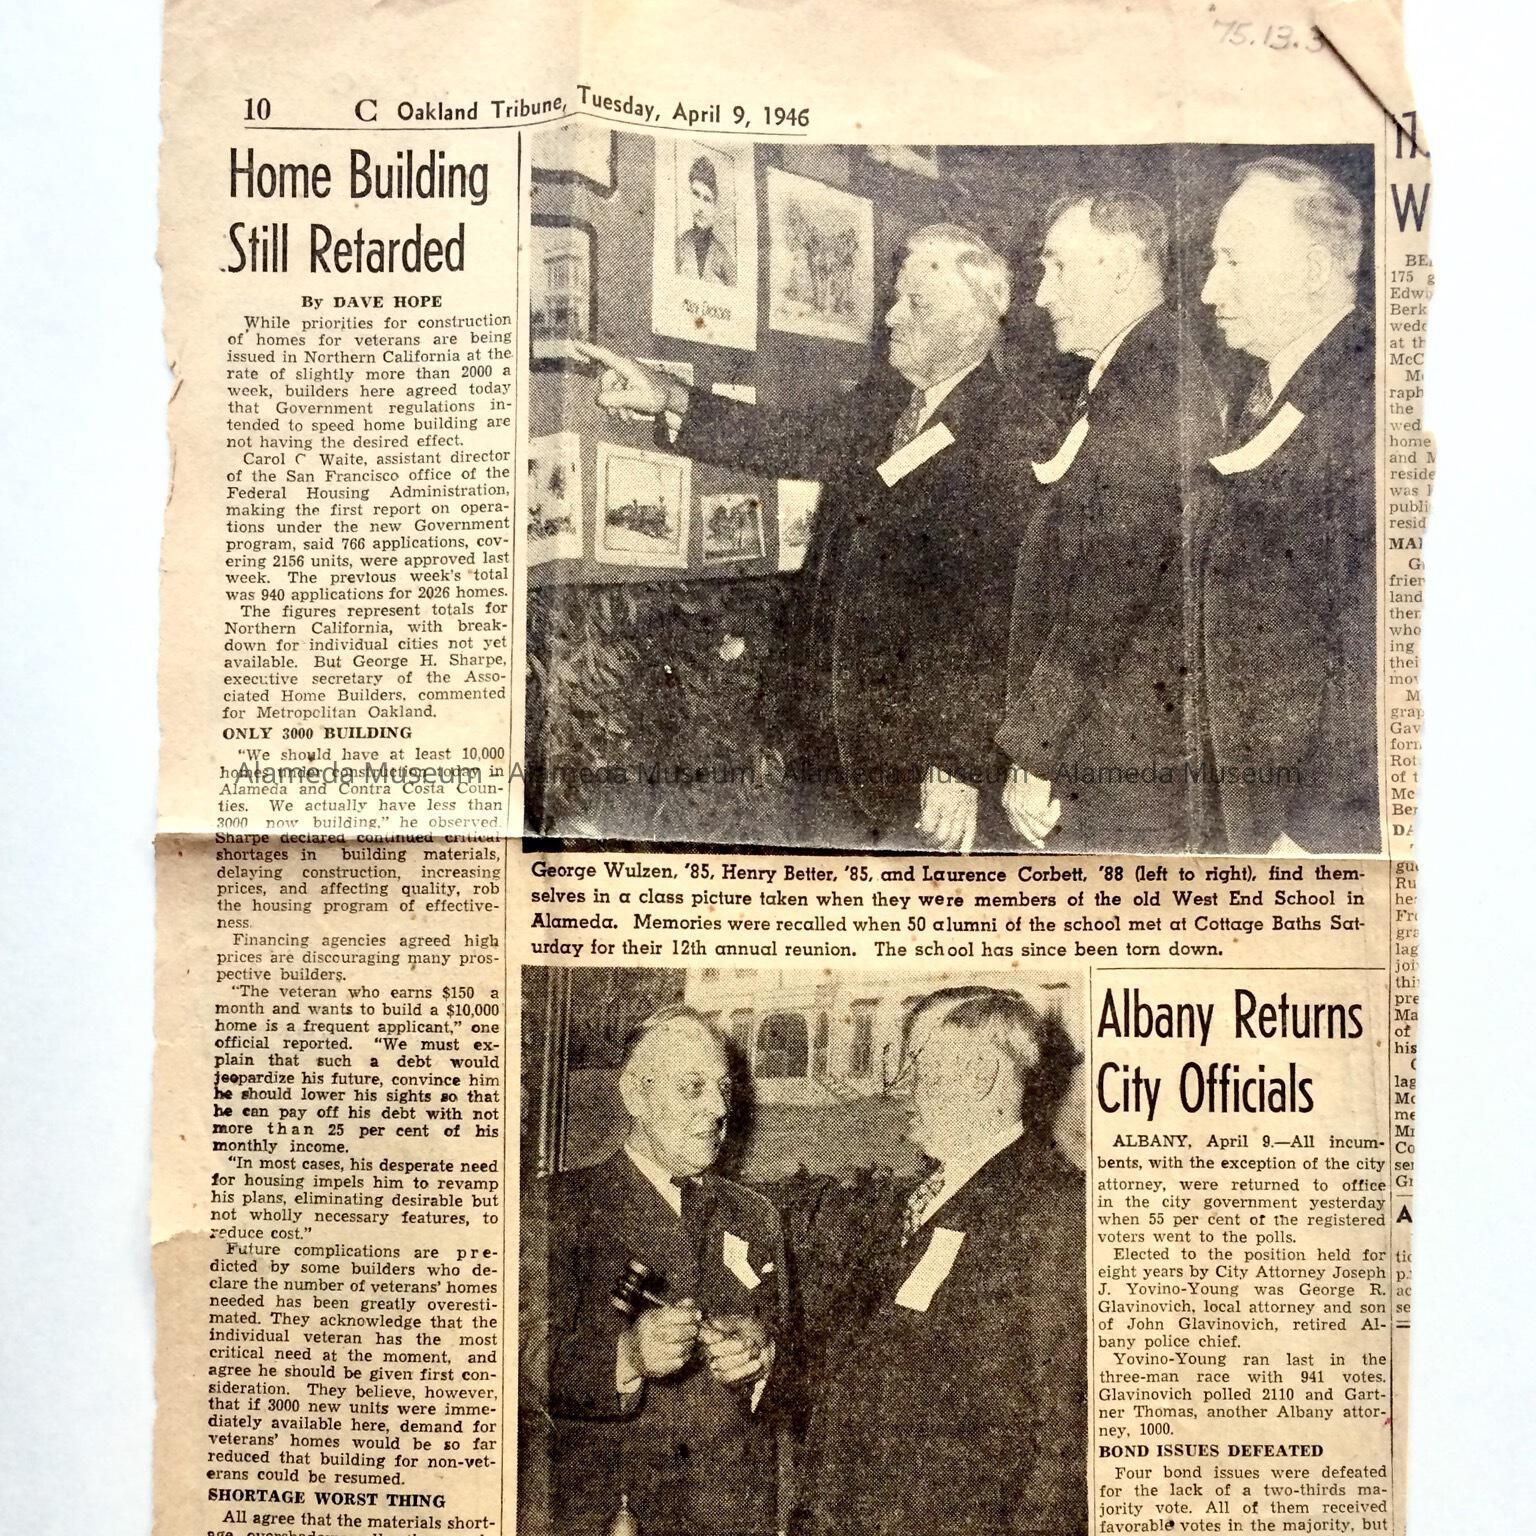 75.13.3
10 C Oakland Tribune, Tuesday, April 9, 1946
Home Building
Still Retarded
By DAVE HOPE
While priorities for construction
of homes for veterans are being
issued in Northern California at the
rate of slightly more than 2000 a
week, builders here agreed today
that Government regulations in-
tended to speed home building are
not having the desired effect.
Carol C Waite, assistant director
of the San Francisco office of the
Federal Housing Administration,
making the first report on opera-
tions under the new Government
program, said 766 applications, cov-
ering 2156 units, were approved last
week. The previous week's total
was 940 applications for 2026 homes.
The figures represent totals for
Northern California, with break-
down for individual cities not yet
available. But George H. Sharpe,
executive secretary of the Asso-
ciated Home Builders, commented
for Metropolitan Oakland.
ONLY 3000 BUILDING
"We should have at least 10,000
homes under construction today in
Alameda and Contra Costa Coun-
ties. We actually have less than
3000 now building," he observed.
Sharpe declared continued critical
shortages in building materials,
delaying construction, increasing
prices, and affecting quality, rob
the housing program of effective-
ness.
Financing agencies agreed high
prices are discouraging many pros-
pective builders.
"The veteran who earns $150 a
month and wants to build a $10,000
home is a frequent applicant," one
official reported. "We must ex-
plain that such a debt would
jeopardize his future, convince him
he should lower his sights so that
he can pay off his debt with not
more than 25 per cent of his
monthly income.
"In most cases, his desperate need
for housing impels him to revamp
his plans, eliminating desirable but
not wholly necessary features, to
reduce cost."
Future complications are pre-
dicted by some builders who de-
clare the number of veterans' homes
needed has been greatly overesti-
mated. They acknowledge that the
individual veteran has the most
critical need at the moment, and
agree he should be given first con-
sideration. They believe, however,
that if 3000 new units were imme-
diately available here, demand for
veterans' homes would be so far
reduced that building for non-vet-
erans could be resumed.
SHORTAGE WORST THING
All agree that the materials short-
Alameda Museum - Alameda Museum - Alameda Museum - Alameda Museum
George Wulzen, '85, Henry Better, '85, and Laurence Corbett, '88 (left to right), find them-
selves in a class picture taken when they were members of the old West End School in
Alameda. Memories were recalled when 50 alumni of the school met at Cottage Baths Sat-
urday for their 12th annual reunion. The school has since been torn down.
Albany Returns
City Officials
ALBANY, April 9.—All incum-
bents, with the exception of the city
attorney, were returned to office
in the city government yesterday
when 55 per cent of the registered
voters went to the polls.
Elected to the position held for
eight years by City Attorney Joseph
J. Yovino-Young was George R.
Glavinovich, local attorney and son
of John Glavinovich, retired Al-
bany police chief.
Yovino-Young ran last in the
three-man race with 941 votes.
Glavinovich polled 2110 and Gart-
ner Thomas, another Albany attor-
ney, 1000.
BOND ISSUES DEFEATED
Four bond issues were defeated
for the lack of a two-thirds ma-
jority vote. All of them received
favorable votes in the majority, but